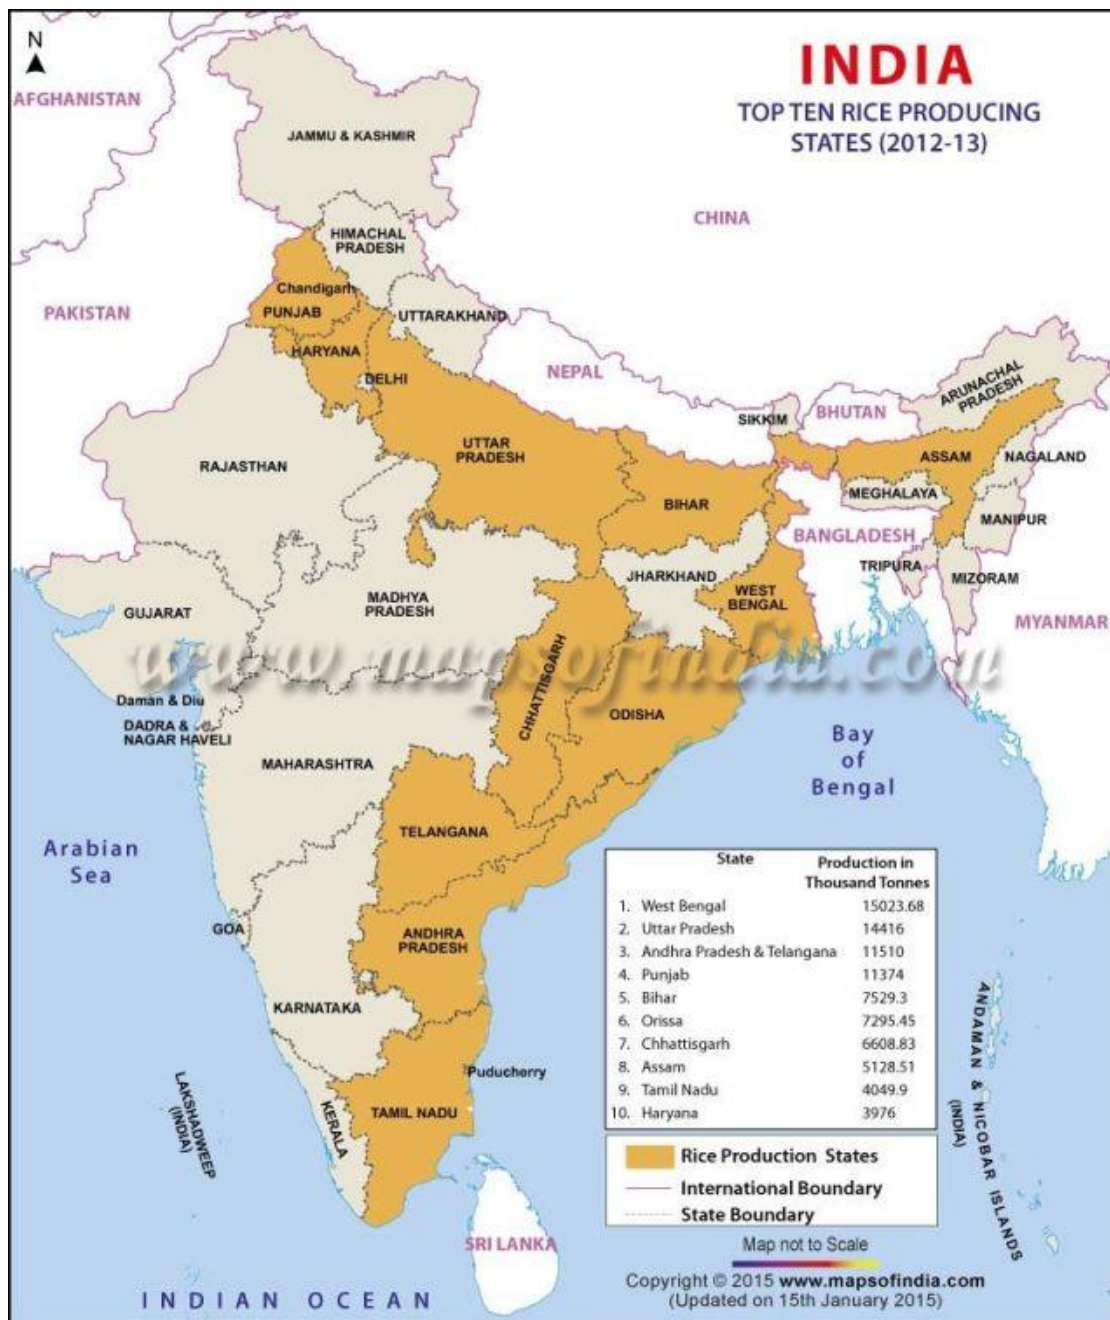 N
INDIA
TOP TEN RICE PRODUCING
STATES (2012-13)
AFGHANISTAN
JAMMU & KASHMIR
CHINA
HIMACHAL
PRADESH
Chandigarh
PUNJAB
PAKISTAN
UTTARAKHAND
HARYANA
DELHI
NEPAL
ARUNACHAL
PRADESH
SIKKIM
BHUTAN
UTTAR
PRADESH
RAJASTHAN
ASSAM
NAGALAND
MEGHALAYA
BIHAR
MANIPUR
BANGLADESH
TRIPURA
JHARKHAND
MIZORAM
MADHYA
PRADESH
WEST
BENGAL
GUJARAT
MYANMAR
www.mapsofindia.com
CHHATTISGARH
Daman & Diu
DADRA &
NAGAR HAVELI
ODISHA
MAHARASHTRA
Bay
of
Bengal
TELANGANA
Arabian
Sea
GOA
ANDHRA
PRADESH
KARNATAKA
Puducherry
TAMIL NADU
KERALA
LAKSHADWEEP
(INDIA)
ANDAMAN & NICOBAR ISLANDS
(INDIA)
State Production in
Thousand Tonnes
1. West Bengal 15023.68
2. Uttar Pradesh 14416
3. Andhra Pradesh & Telangana 11510
4. Punjab 11374
5. Bihar 7529.3
6. Orissa 7295.45
7. Chhattisgarh 6608.83
8. Assam 5128.51
9. Tamil Nadu 4049.9
10. Haryana 3976
Rice Production States
International Boundary
State Boundary
SRI LANKA
Map not to Scale
Copyright © 2015 www.mapsofindia.com
(Updated on 15th January 2015)
INDIAN OCEAN